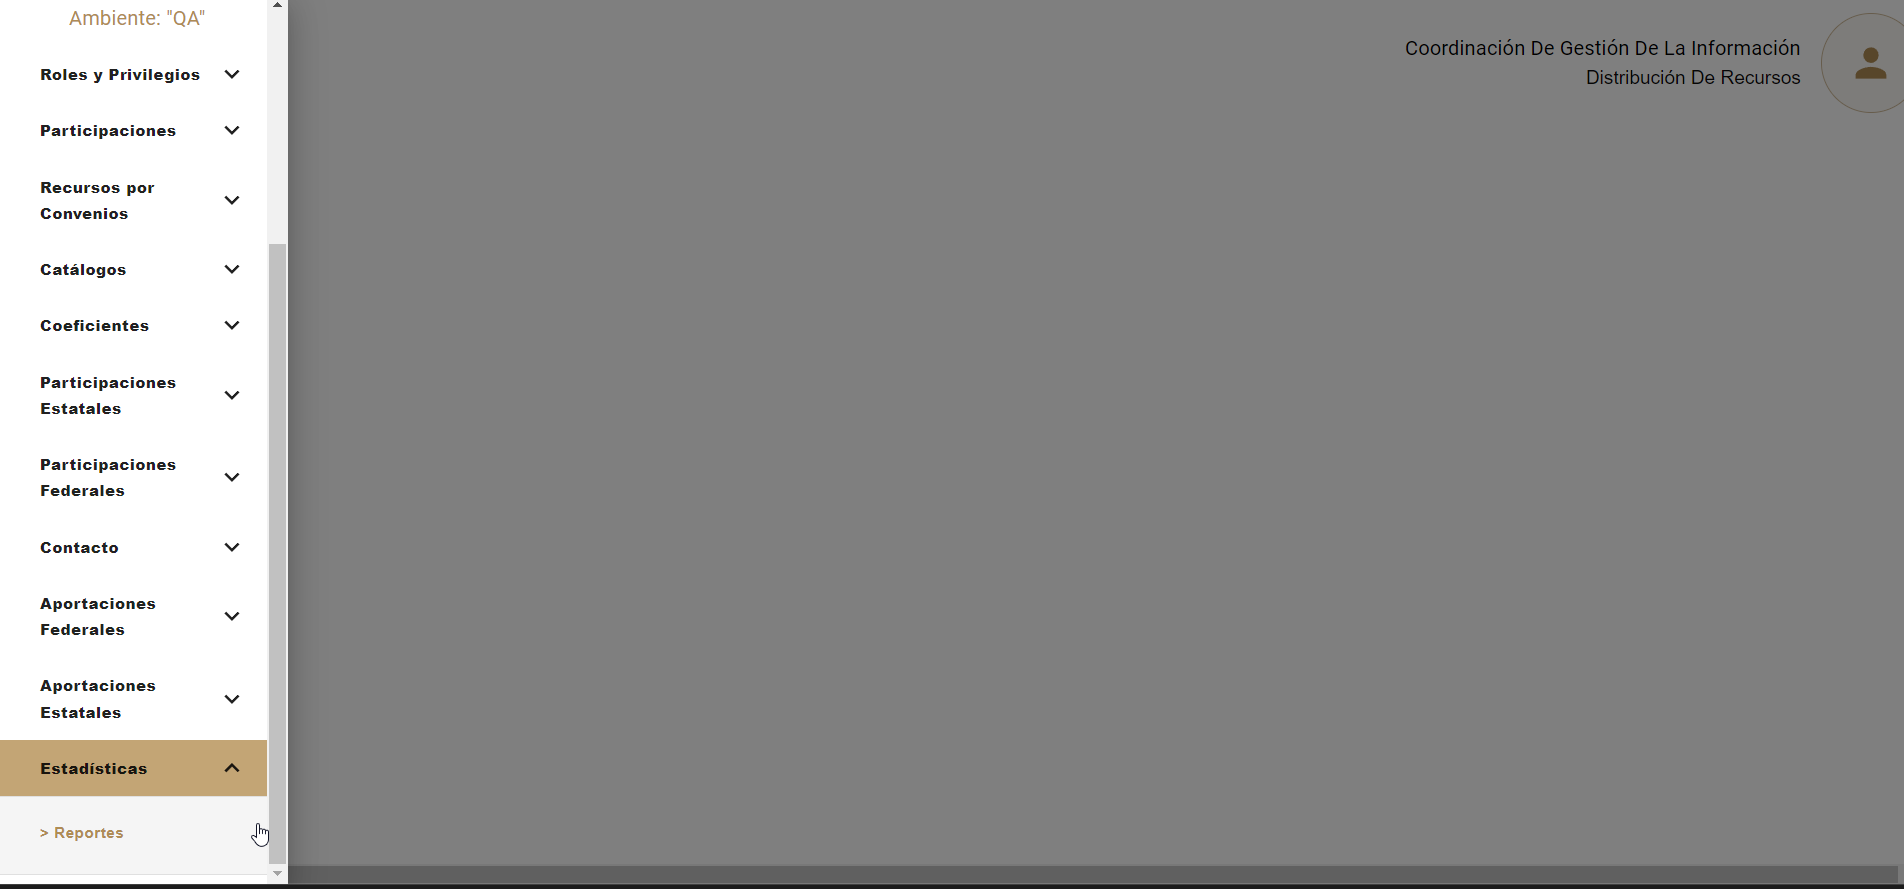 Ambiente: "QA"
Roles y Privilegios
Participaciones
Recursos por
Convenios
Catálogos
Coeficientes
Participaciones
Estatales
Participaciones
Federales
Contacto
Aportaciones
Federales
Aportaciones
Estatales
Estadísticas
> Reportes
Coordinación De Gestión De La Información
Distribución De Recursos